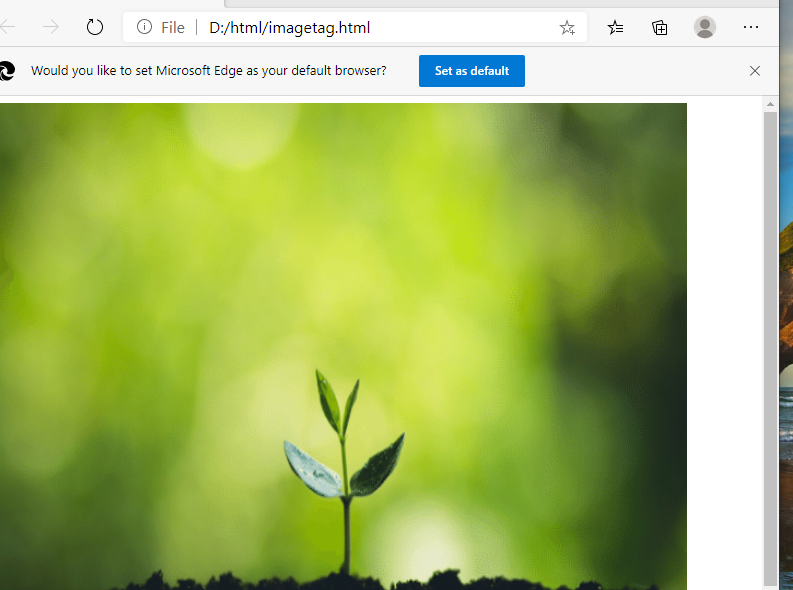 File D:/html/imagetag.html
Would you like to set Microsoft Edge as your default browser? Set as default